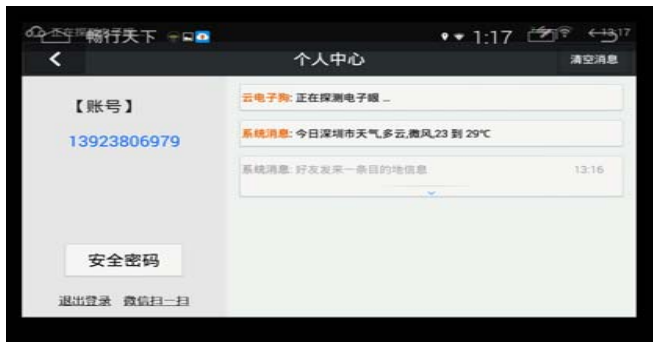 畅行天下
1:17
个人中心
清空消息
【账号】
13923806979
云电子狗: 正在探测电子眼 ...
系统消息: 今日深圳市天气,多云,微风,23 到 29℃
系统消息: 好友发来一条目的地信息 13:16
安全密码
退出登录 微信扫一扫